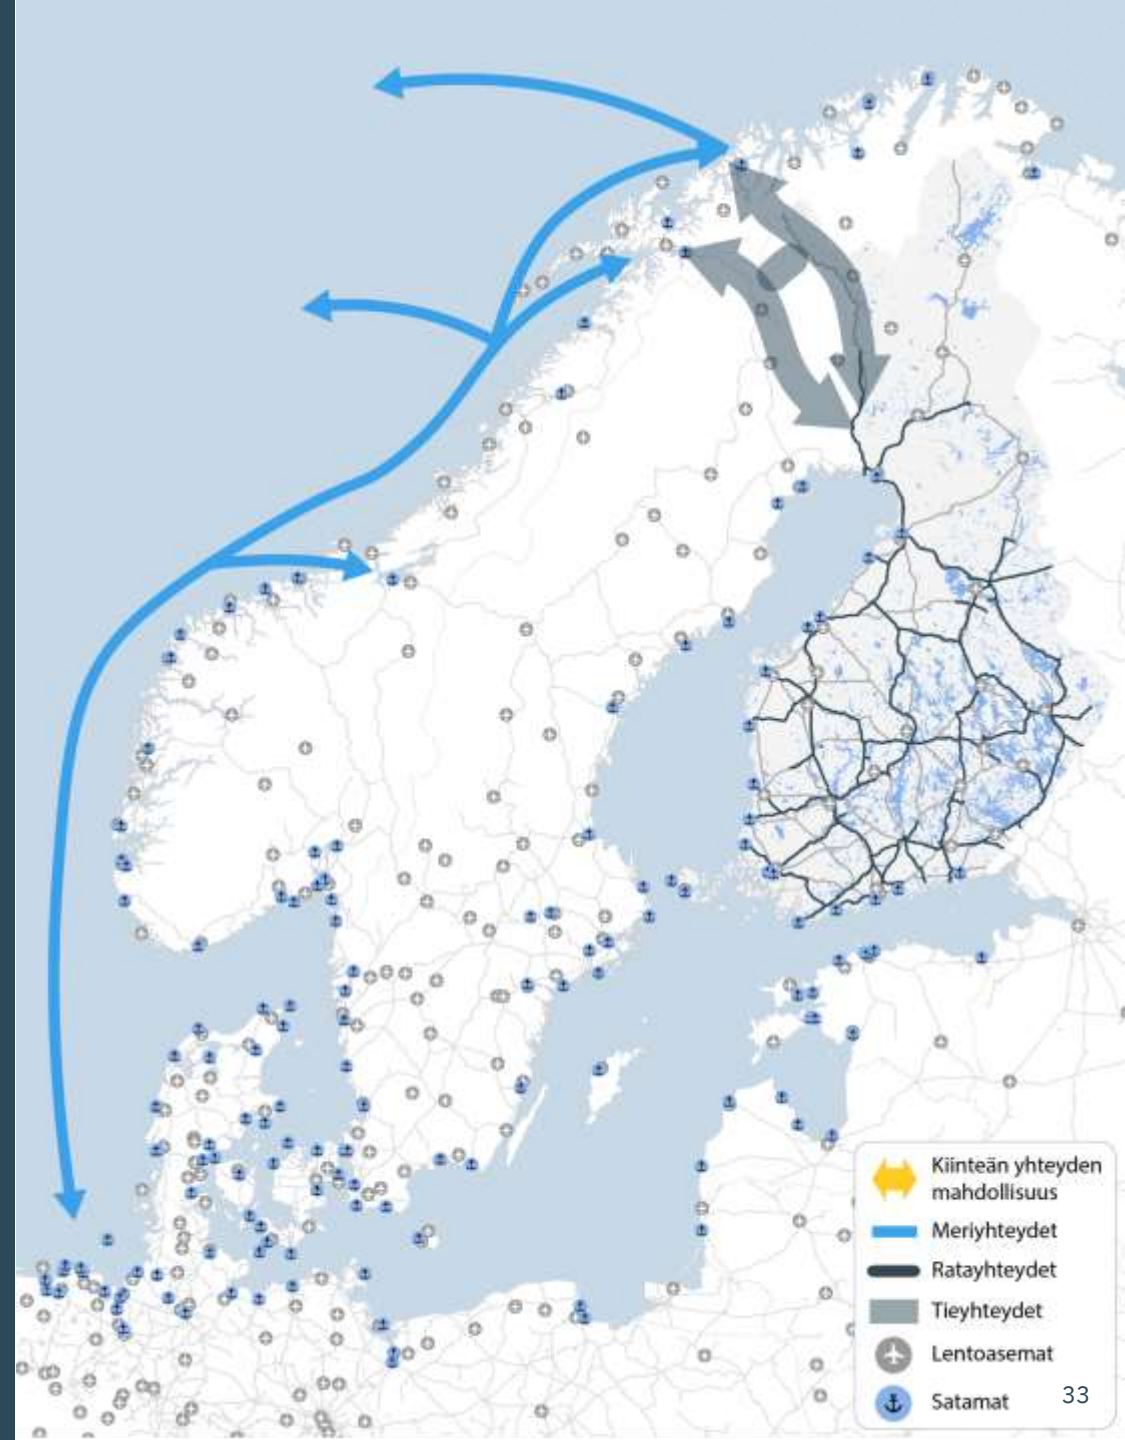 Kiinteän yhteyden
mahdollisuus
Meriyhteydet
Ratayhteydet
Tieyhteydet
Lentoasemat
Satamat
33